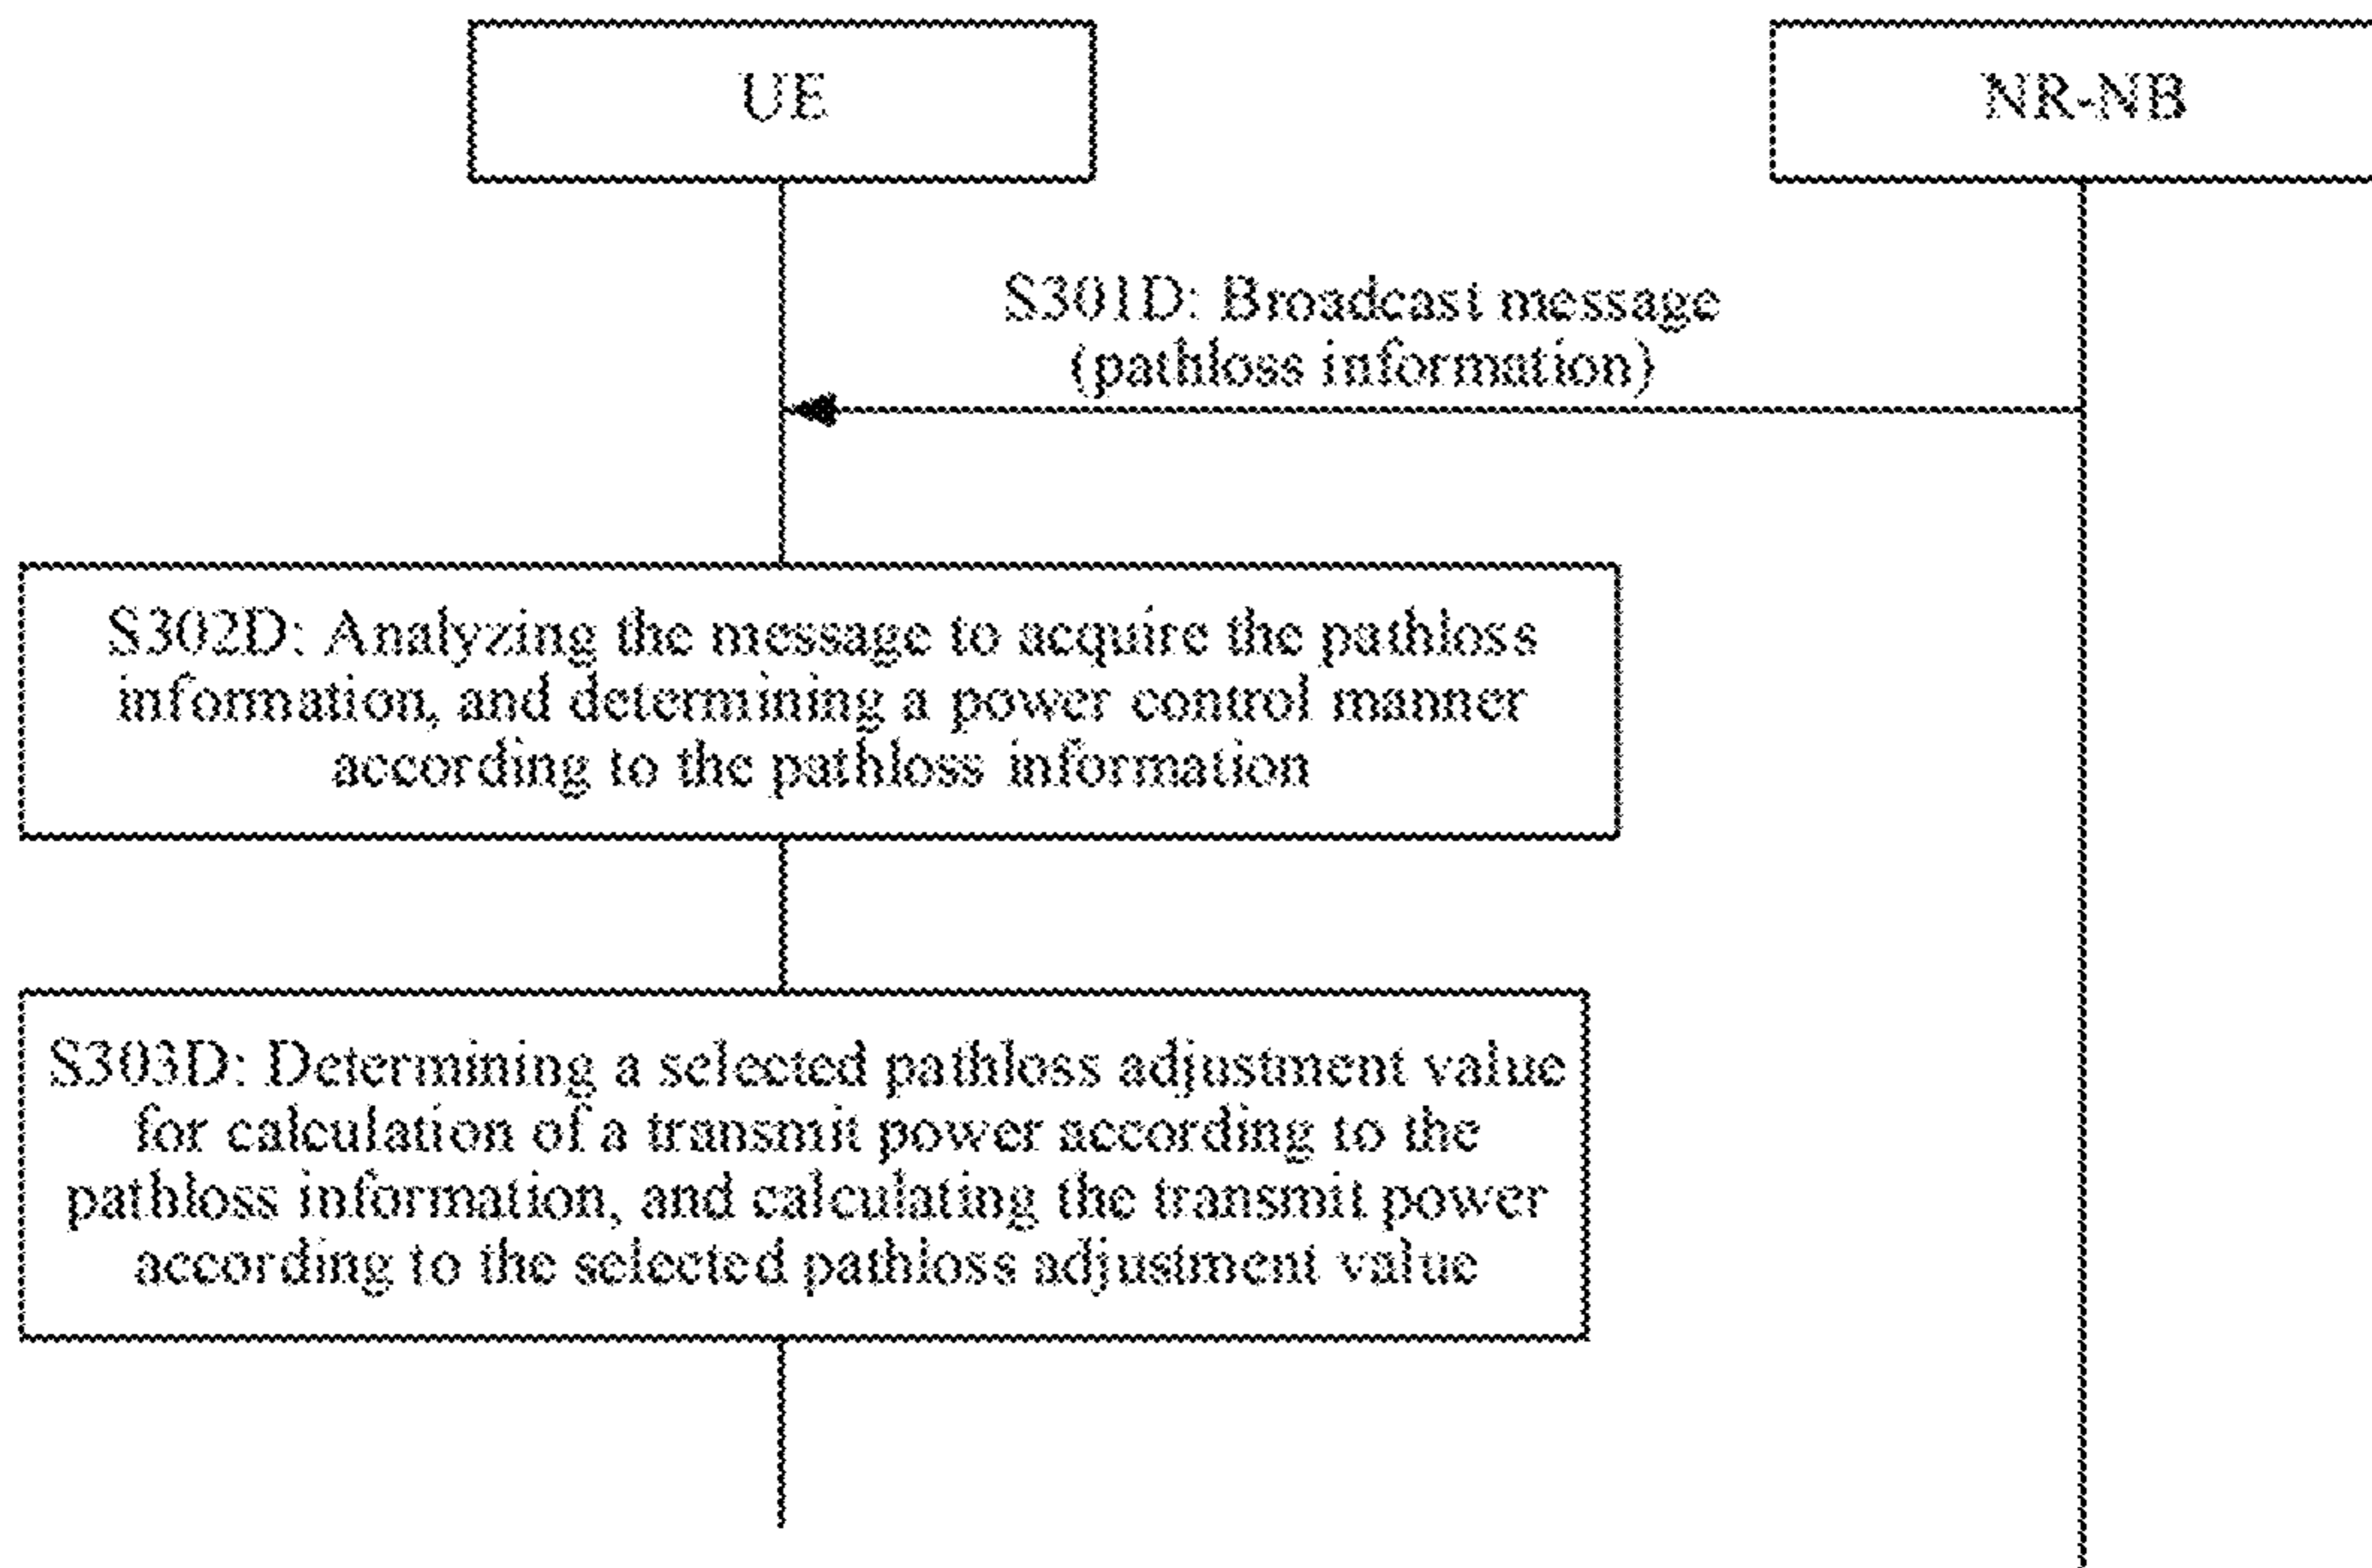 UE
NR-NB
S301D: Broadcast message
(pathloss information)
S302D: Analyzing the message to acquire the pathloss
information, and determining a power control manner
according to the pathloss information
S303D: Determining a selected pathloss adjustment value
for calculation of a transmit power according to the
pathloss information, and calculating the transmit power
according to the selected pathloss adjustment value